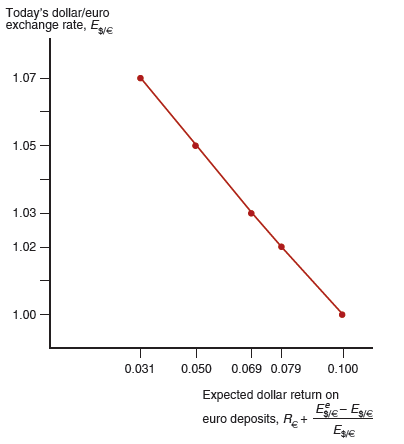 Today's dollar/euro
exchange rate, E$/€
1.07
1.05
1.03
1.02
1.00
0.031 0.050 0.069 0.079 0.100
Expected dollar return on
euro deposits, R€ + (Eᵉ$/€ – E$/€) / E$/€